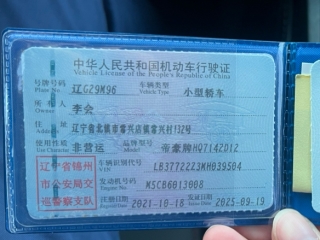 中华人民共和国机动车行驶证
Vehicle License of the People's Republic of China
号牌号码 辽G29M96 车辆类型 小型轿车
Plate No. Vehicle Type
所有人 李会
Owner
住址 辽宁省北镇市常兴店镇常兴村132号
Address
使用性质 非营运 品牌型号 帝豪牌HQ7142D12
Use Character Model
辽宁省锦州
市公安局交
巡警察支队
车辆识别代号 LB3772223MH039504
VIN
发动机号码 M5CB6013008
Engine No.
注册日期 2021-10-18 发证日期 2025-09-19
Register Date Issue Date